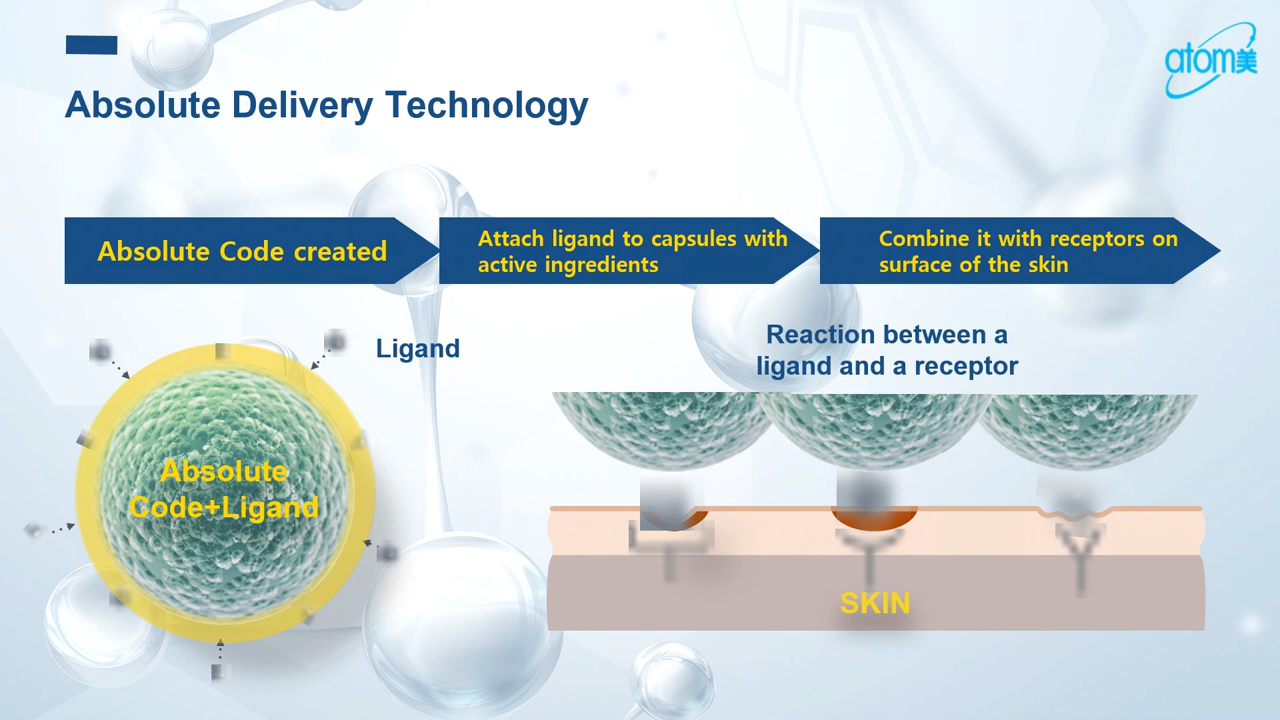 Absolute Delivery Technology
atom美
Absolute Code created
Attach ligand to capsules with
active ingredients
Combine it with receptors on
surface of the skin
Ligand
Reaction between a
ligand and a receptor
Absolute
Code+Ligand
SKIN